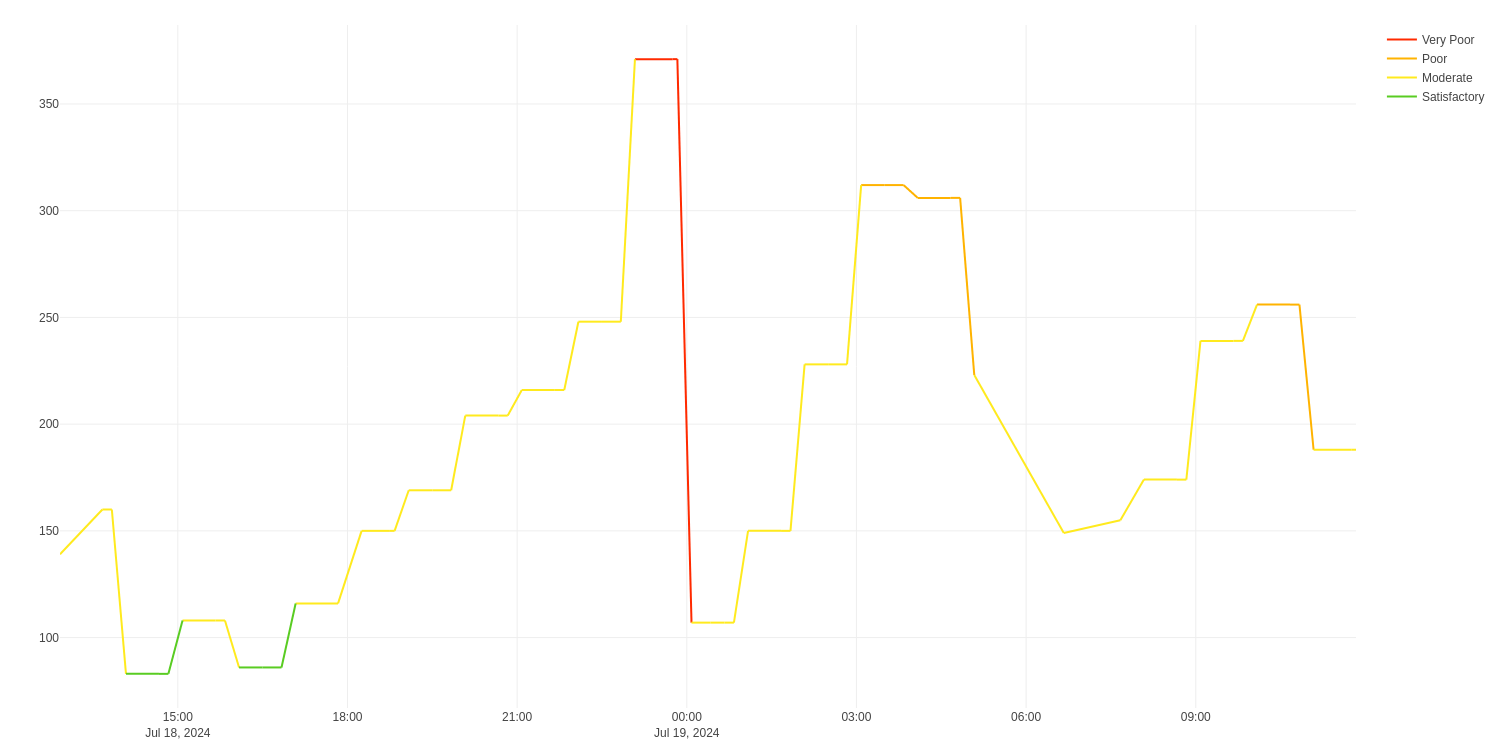 Very Poor
Poor
Moderate
Satisfactory
350
300
250
200
150
100
15:00
Jul 18, 2024
18:00
21:00
00:00
Jul 19, 2024
03:00
06:00
09:00